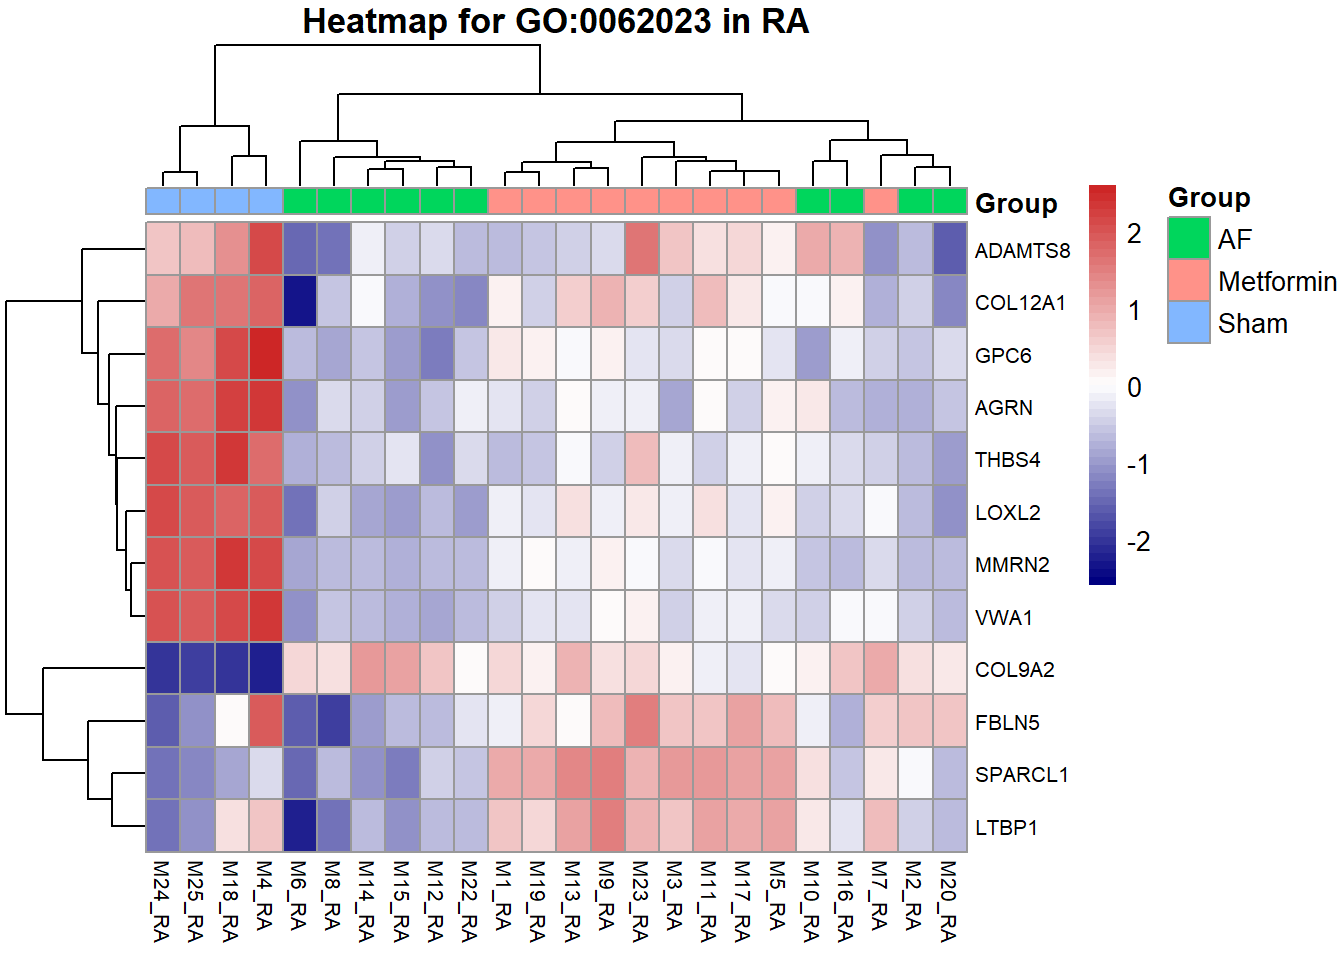 Heatmap for GO:0062023 in RA
Group
ADAMTS8
COL12A1
GPC6
AGRN
THBS4
LOXL2
MMRN2
VWA1
COL9A2
FBLN5
SPARCL1
LTBP1
M24_RA
M25_RA
M18_RA
M4_RA
M6_RA
M8_RA
M14_RA
M15_RA
M12_RA
M22_RA
M1_RA
M19_RA
M13_RA
M9_RA
M23_RA
M3_RA
M11_RA
M17_RA
M5_RA
M10_RA
M16_RA
M7_RA
M2_RA
M20_RA
2
1
0
-1
-2
Group
AF
Metformin
Sham